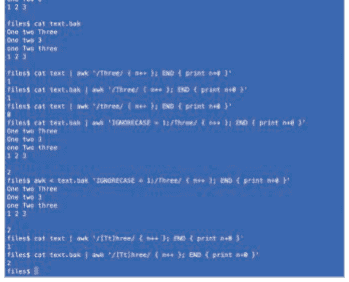 1 2 3
files$ cat text.bak
One two Three
One two 3
one Two three
1 2 3
files$ cat text | awk '/Three/ { n++ }; END { print n+0 }'
1
files$ cat text.bak | awk '/Three/ { n++ }; END { print n+0 }'
1
files$ cat text | awk '/three/ { n++ }; END { print n+0 }'
0
files$ cat text.bak | awk 'IGNORECASE = 1;/Three/ { n++ }; END { print n+0 }'
One two Three
One two 3
one Two three
1 2 3
2
files$ awk < text.bak 'IGNORECASE = 1;/Three/ { n++ }; END { print n+0 }'
One two Three
One two 3
one Two three
1 2 3
2
files$ cat text | awk '/[Tt]hree/ { n++ }; END { print n+0 }'
1
files$ cat text.bak | awk '/[Tt]hree/ { n++ }; END { print n+0 }'
2
files$